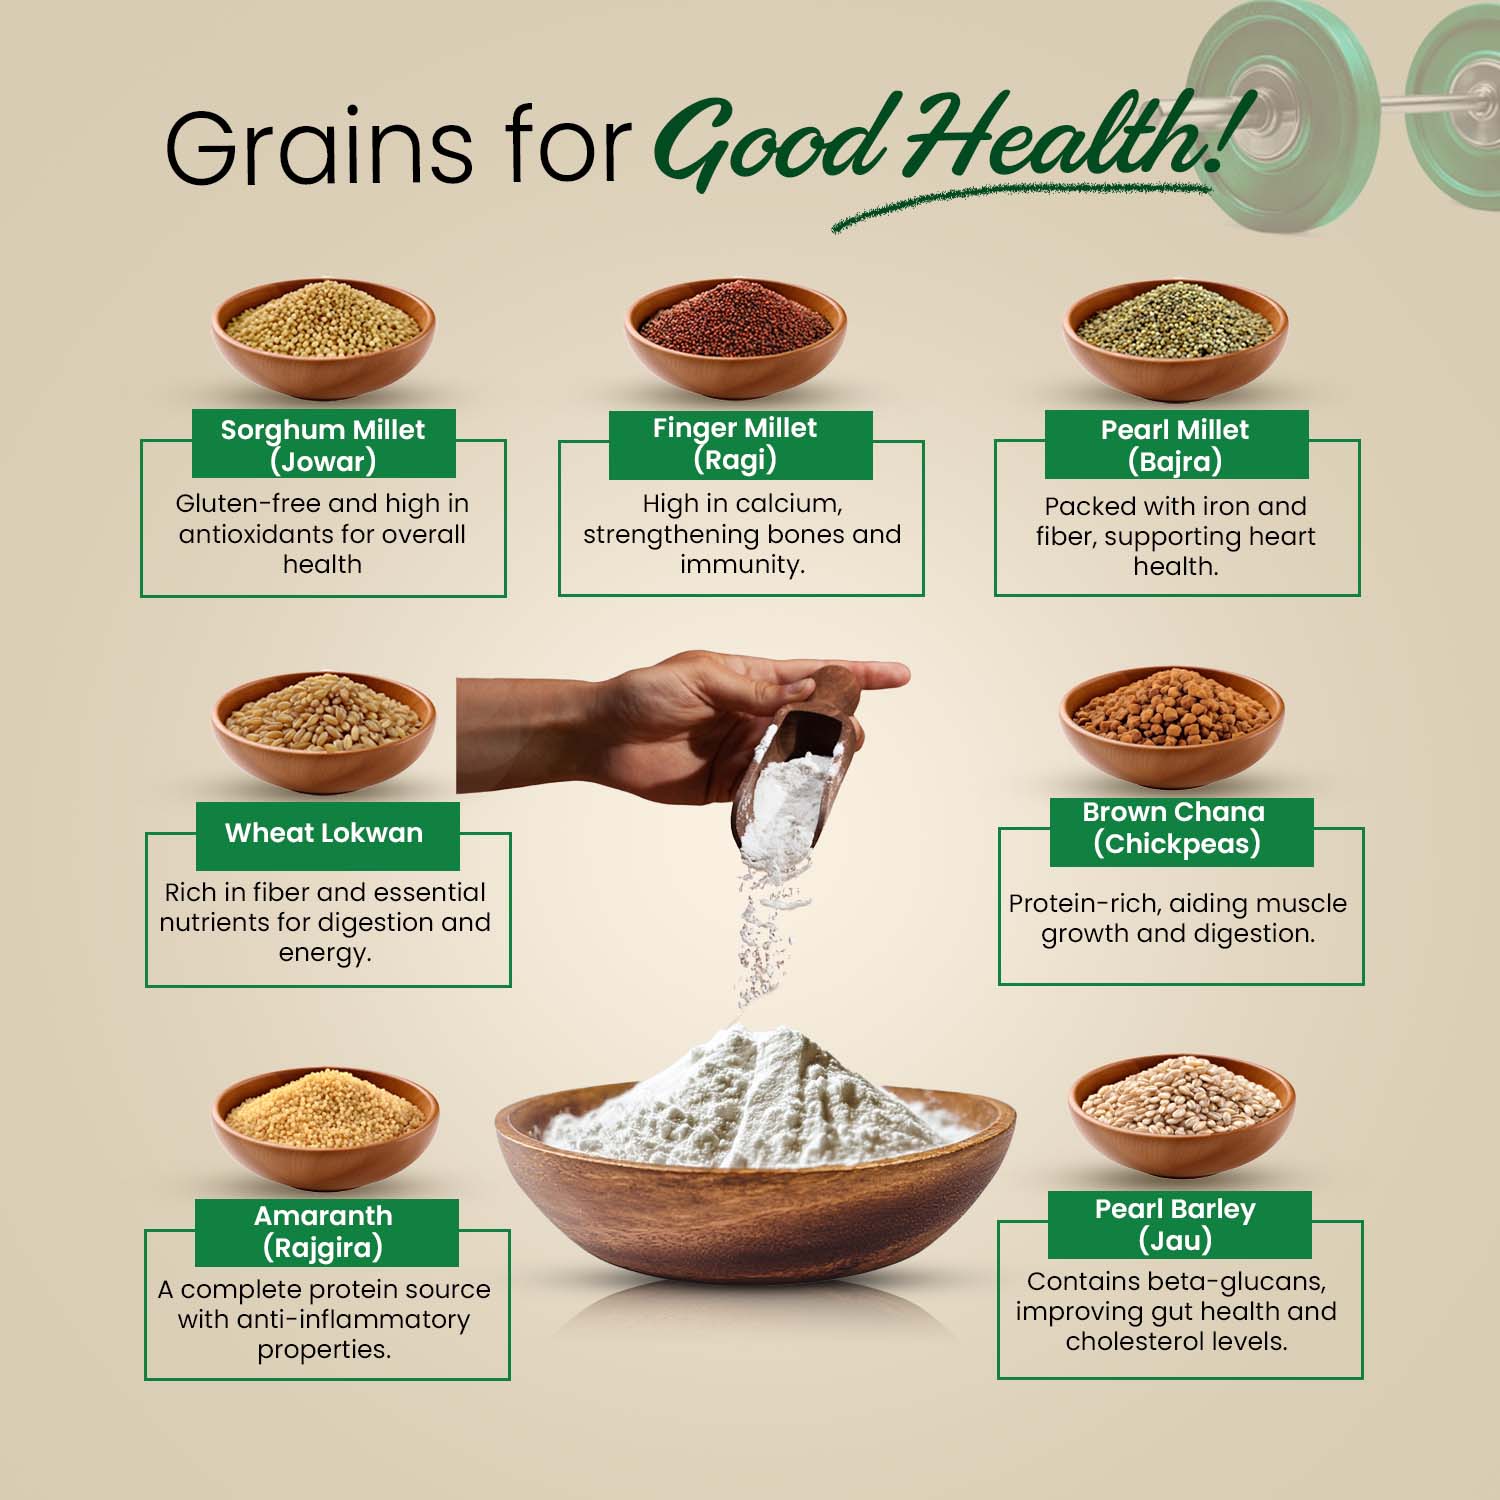 Grains for Good Health!
Sorghum Millet
(Jowar)
Gluten-free and high in
antioxidants for overall
health
Finger Millet
(Ragi)
High in calcium,
strengthening bones and
immunity.
Pearl Millet
(Bajra)
Packed with iron and
fiber, supporting heart
health.
Wheat Lokwan
Rich in fiber and essential
nutrients for digestion and
energy.
Brown Chana
(Chickpeas)
Protein-rich, aiding muscle
growth and digestion.
Amaranth
(Rajgira)
A complete protein source
with anti-inflammatory
properties.
Pearl Barley
(Jau)
Contains beta-glucans,
improving gut health and
cholesterol levels.